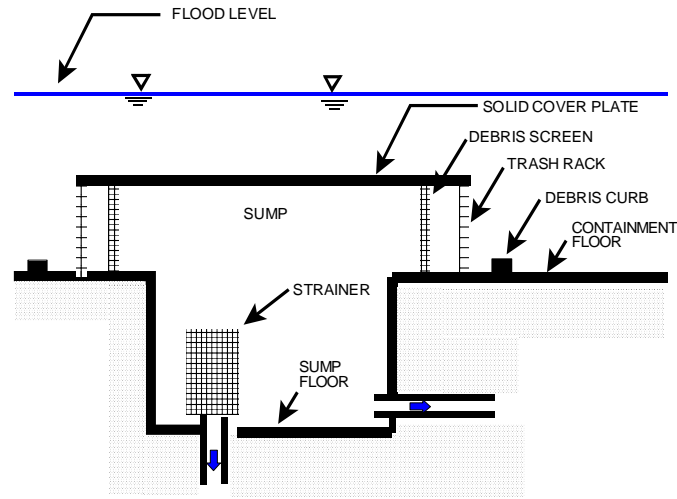 FLOOD LEVEL
SOLID COVER PLATE
DEBRIS SCREEN
TRASH RACK
DEBRIS CURB
CONTAINMENT
FLOOR
SUMP
STRAINER
SUMP
FLOOR